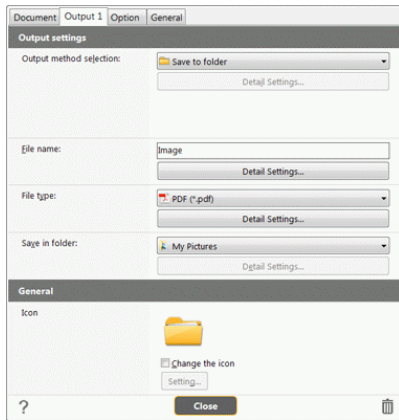 Document Output 1 Option General
Output settings
Output method selection: Save to folder
Detail Settings...
File name: Image
Detail Settings...
File type: PDF (*.pdf)
Detail Settings...
Save in folder: My Pictures
Detail Settings...
General
Icon
Change the icon
Setting...
? Close